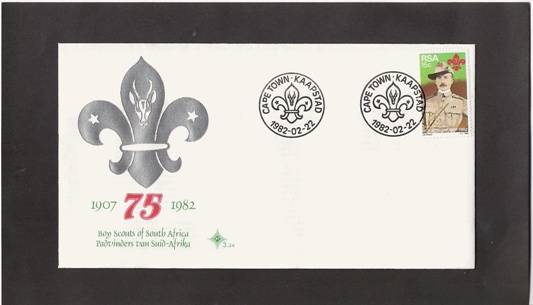 1907 75 1982
Boy Scouts of South Africa
Padvinders van Suid-Afrika
CAPE TOWN · KAAPSTAD
1982-02-22
CAPE TOWN · KAAPSTAD
1982-02-22
RSA
15c